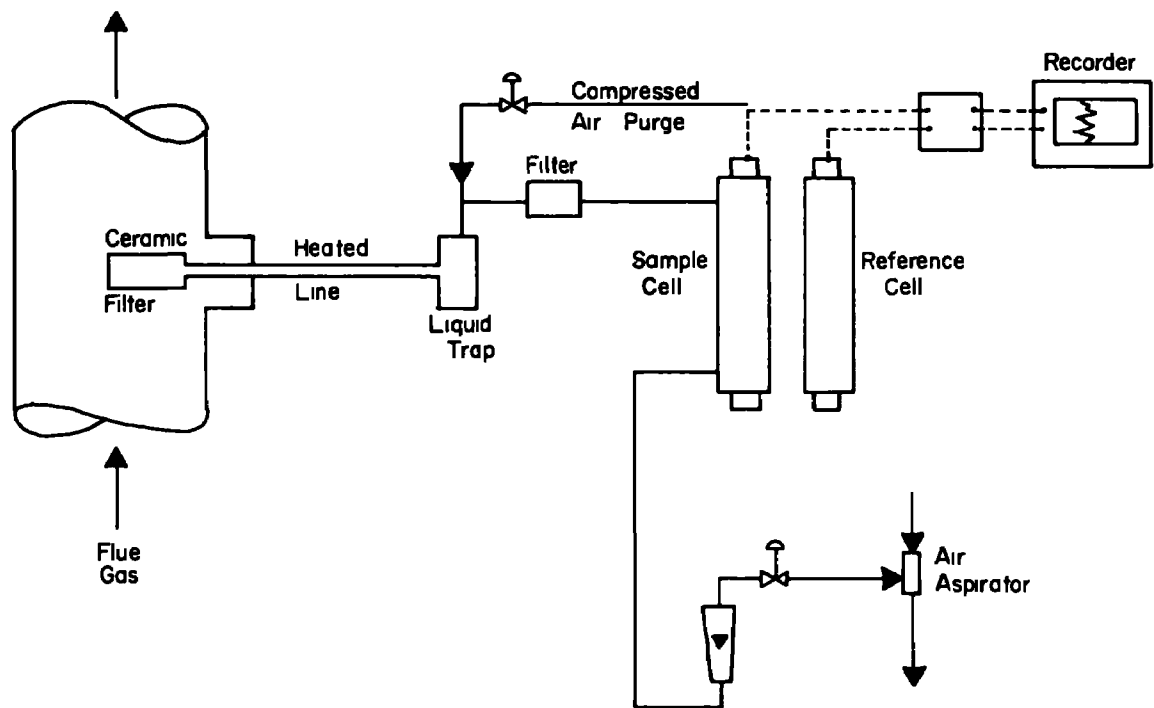 Recorder
Compressed
Air Purge
Filter
Ceramic
Filter
Heated
Line
Sample
Cell
Reference
Cell
Liquid
Trap
Flue
Gas
Air
Aspirator